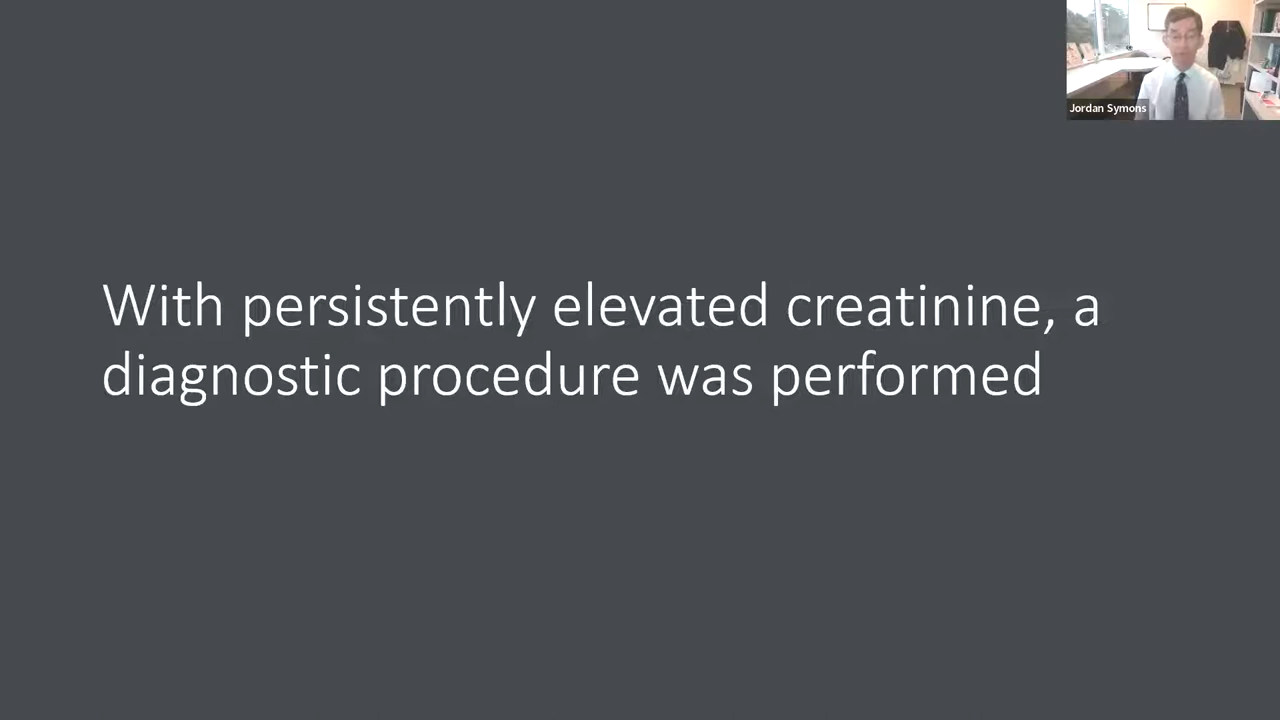 Jordan Symons
With persistently elevated creatinine, a
diagnostic procedure was performed